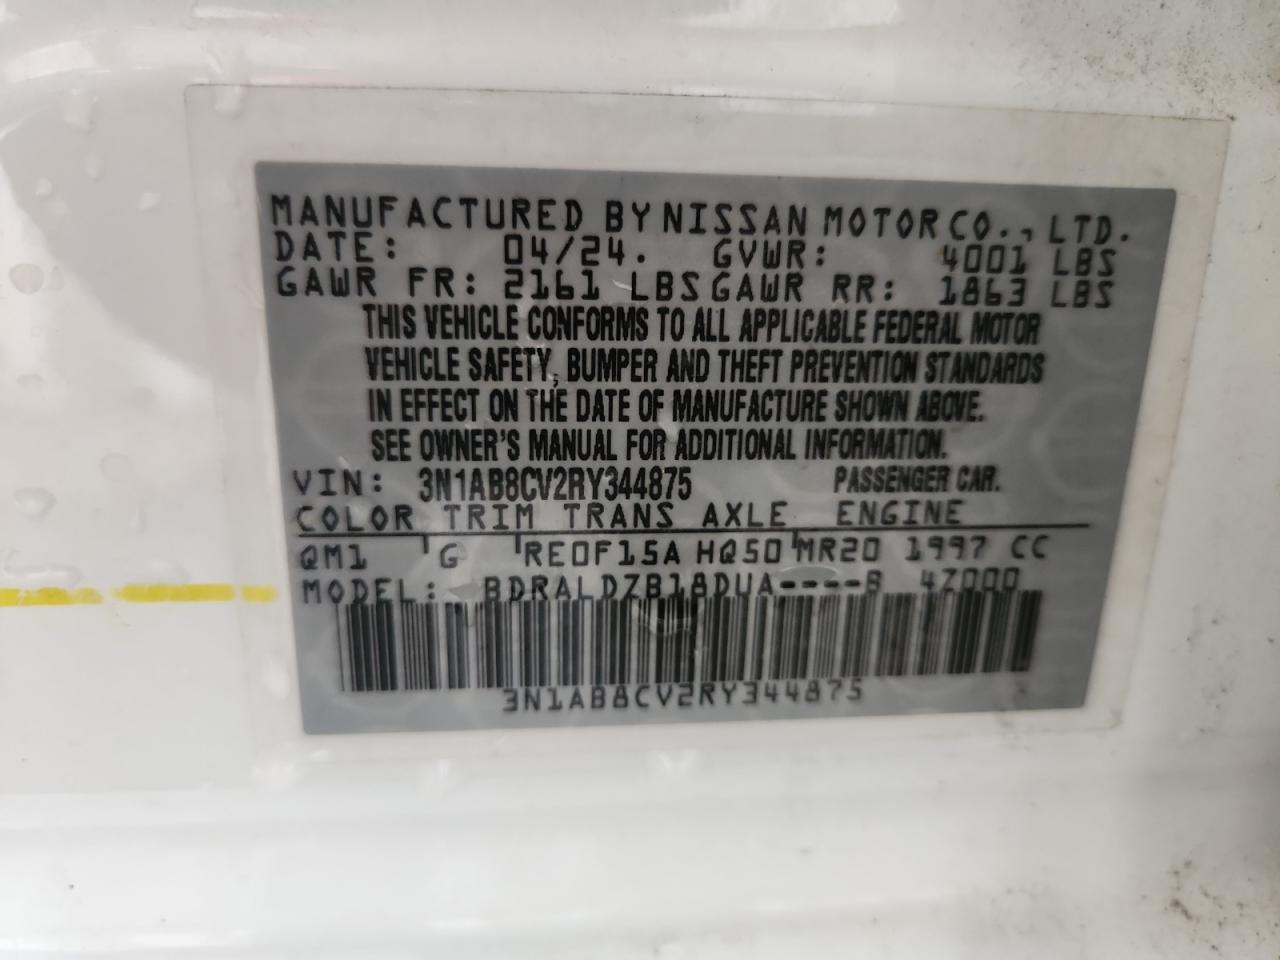 MANUFACTURED BY NISSAN MOTOR CO., LTD.
DATE: 04/24. GVWR: 4001 LBS
GAWR FR: 2161 LBS GAWR RR: 1863 LBS
THIS VEHICLE CONFORMS TO ALL APPLICABLE FEDERAL MOTOR
VEHICLE SAFETY, BUMPER AND THEFT PREVENTION STANDARDS
IN EFFECT ON THE DATE OF MANUFACTURE SHOWN ABOVE.
SEE OWNER'S MANUAL FOR ADDITIONAL INFORMATION.
VIN: 3N1AB8CV2RY344875 PASSENGER CAR.
COLOR TRIM TRANS AXLE ENGINE
QM1 G RE0F15A HQ50 MR20 1997 CC
MODEL: BDRALDZB18DUA----B 4Z000
3N1AB8CV2RY344875